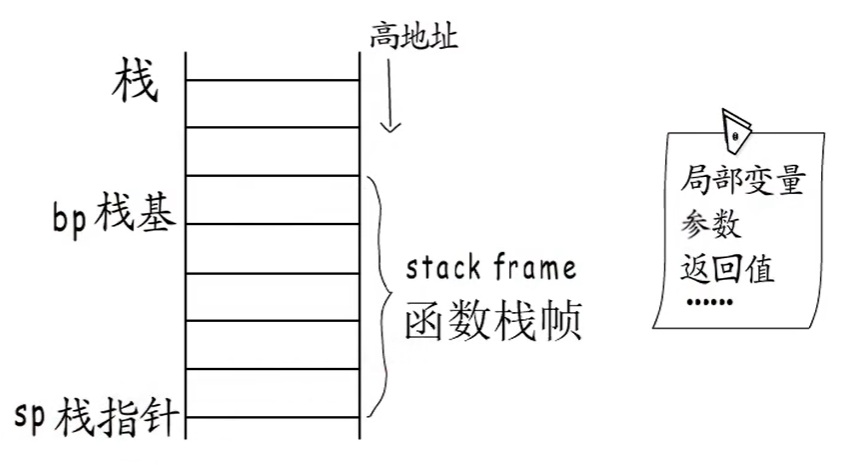 高地址
栈
bp 栈基
stack frame
函数栈帧
sp 栈指针
局部变量
参数
返回值
......